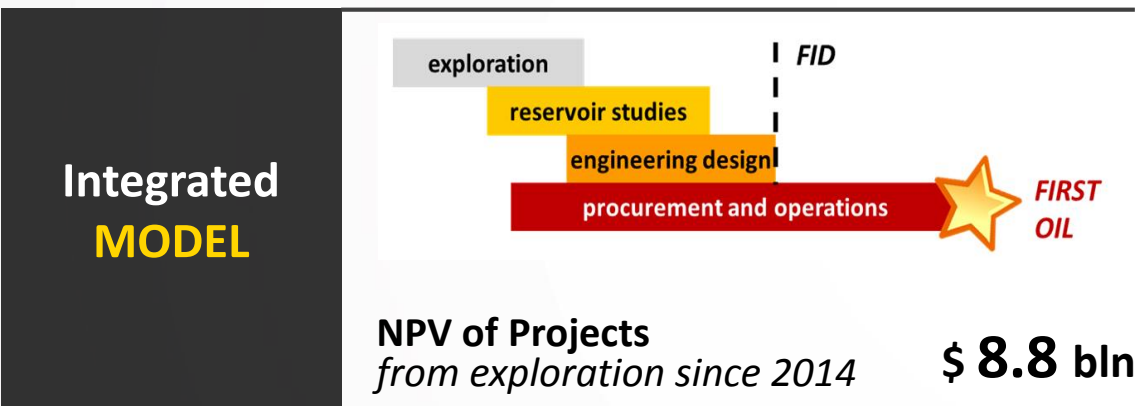 Integrated
MODEL
exploration
FID
reservoir studies
engineering design
procurement and operations
FIRST
OIL
NPV of Projects
from exploration since 2014
$ 8.8 bln